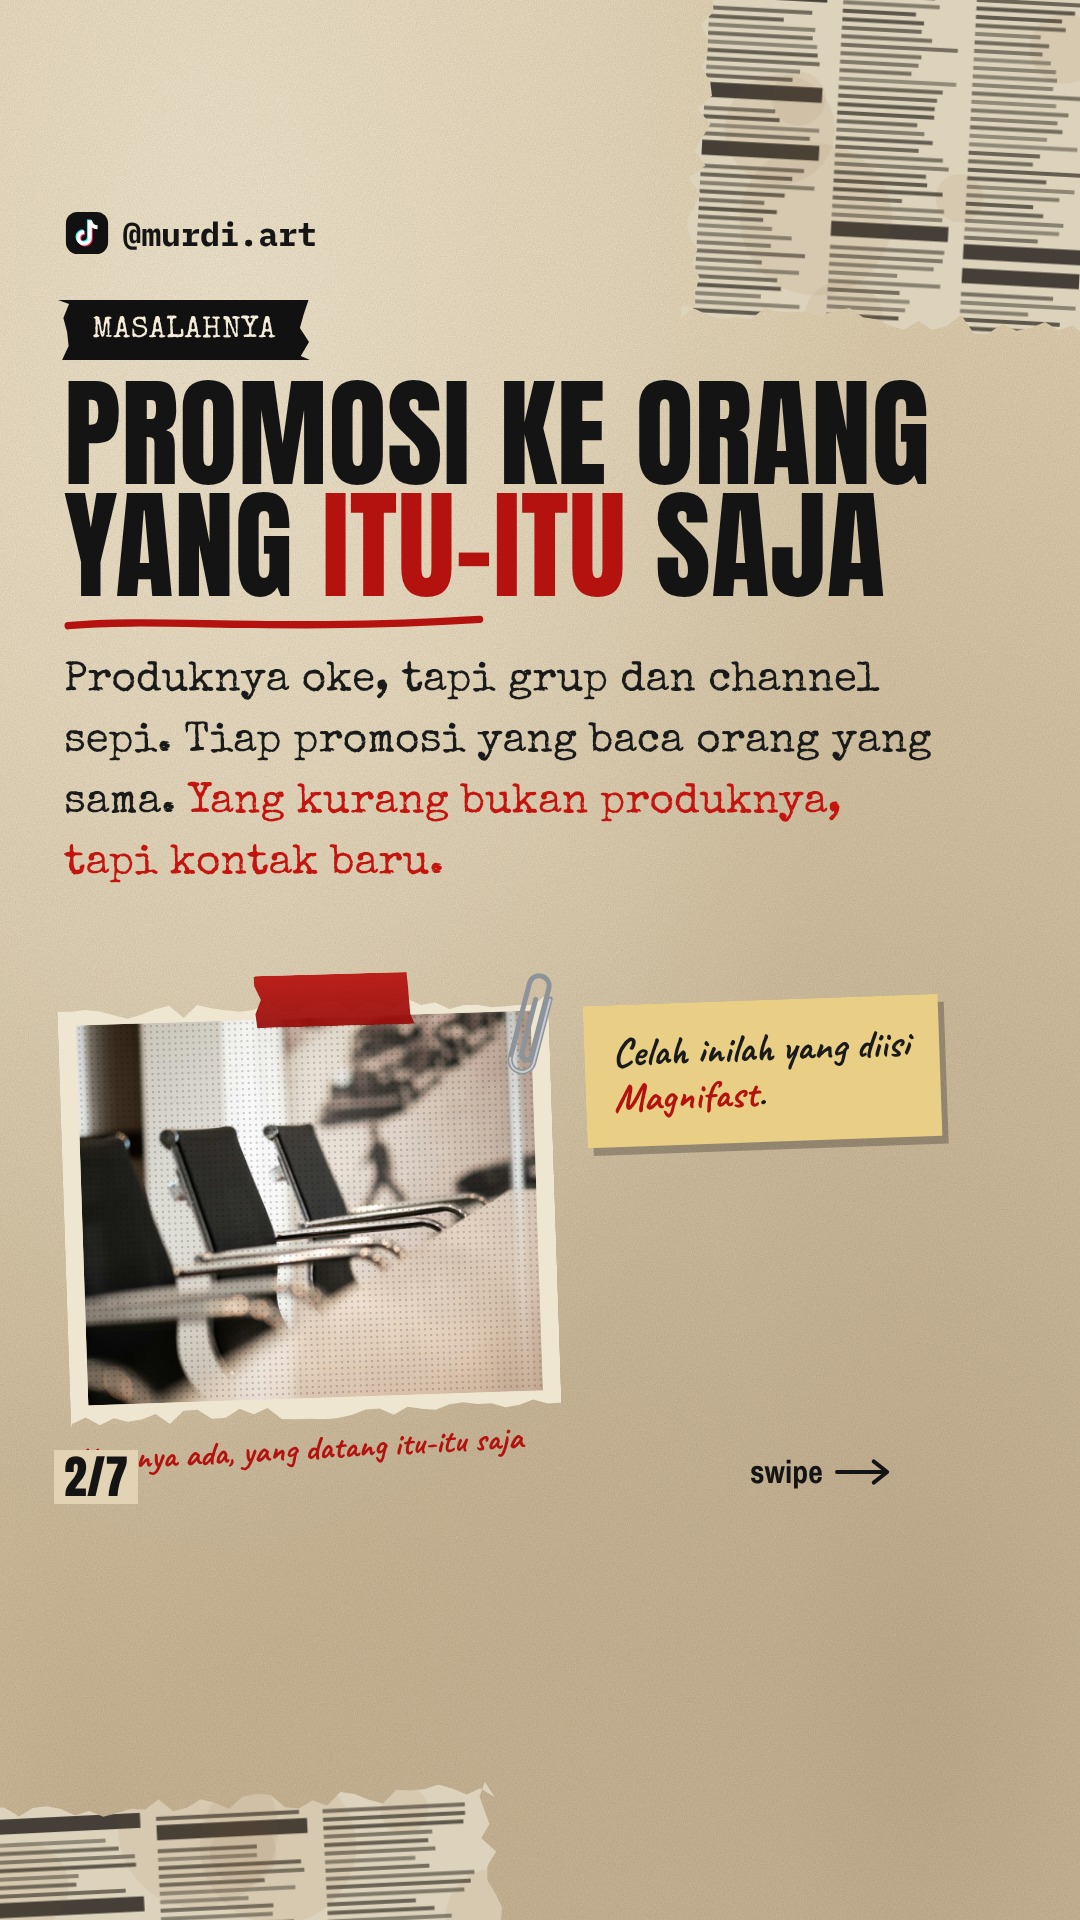 @murdi.art
MASALAHNYA
PROMOSI KE ORANG
YANG ITU-ITU SAJA
Produknya oke, tapi grup dan channel
sepi. Tiap promosi yang baca orang yang
sama. Yang kurang bukan produknya,
tapi kontak baru.
Celah inilah yang diisi
Magnifast.
ada, yang datang itu-itu saja
2/7
swipe